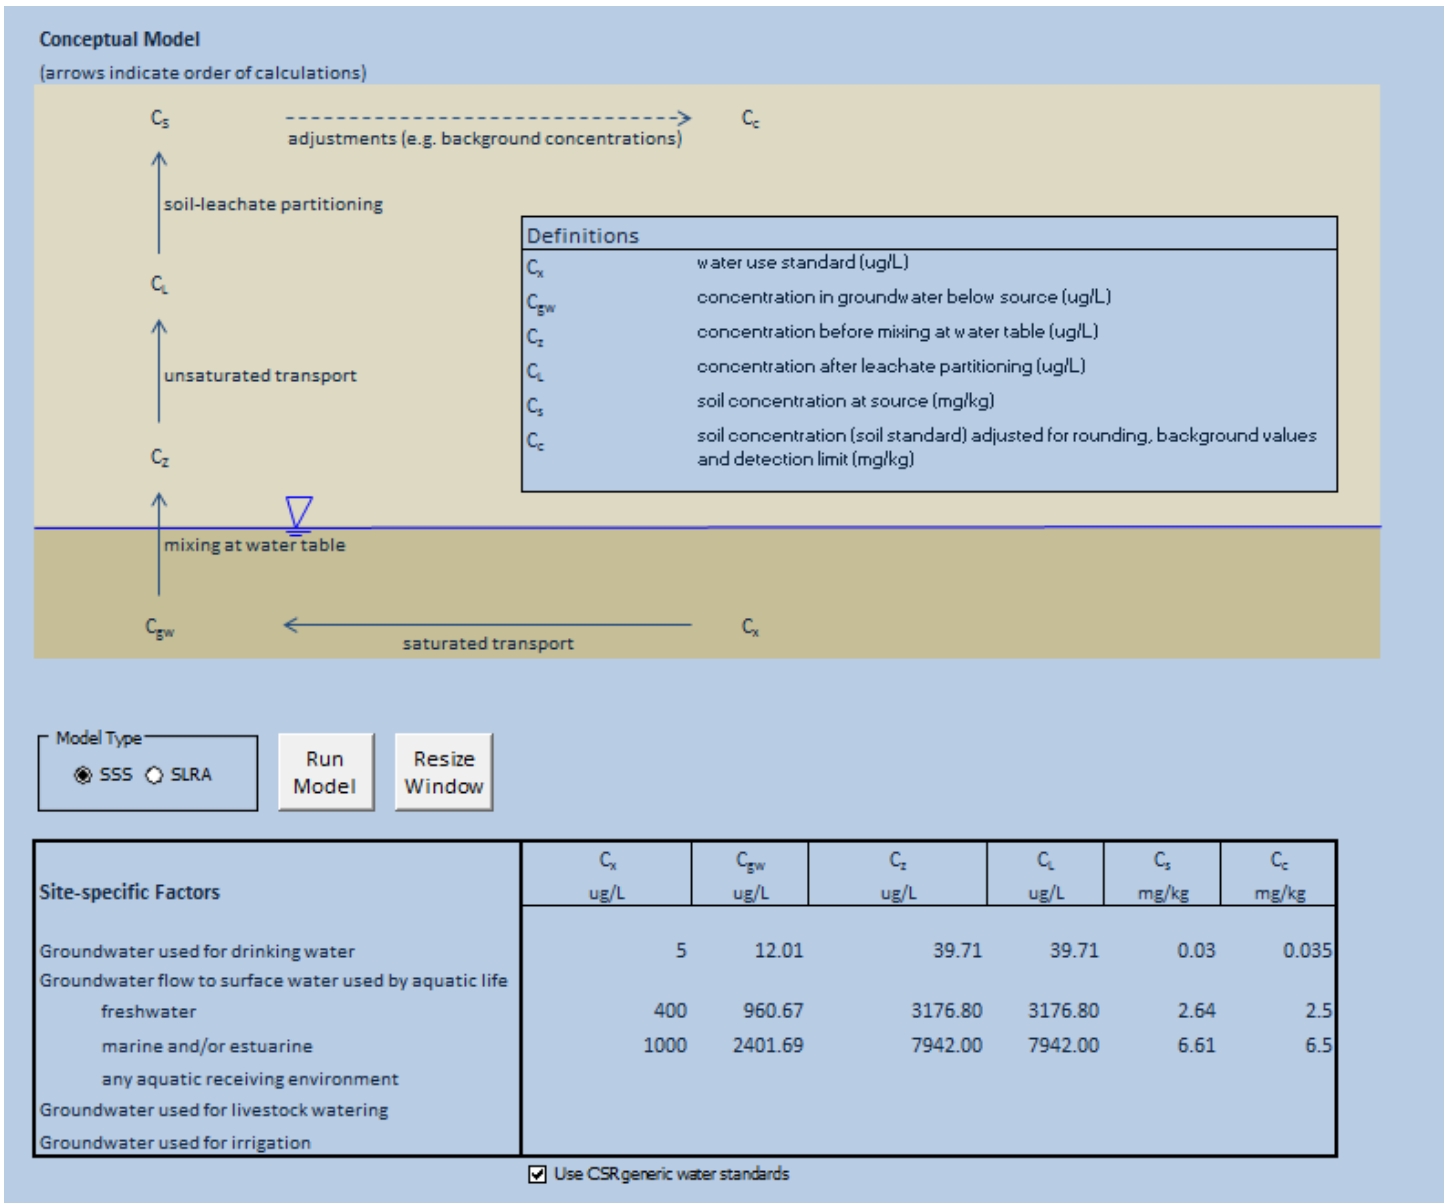 Conceptual Model
(arrows indicate order of calculations)
Cs
Cc
adjustments (e.g. background concentrations)
soil-leachate partitioning
Definitions
Cx water use standard (ug/L)
CL
Cgw concentration in groundwater below source (ug/L)
Cz concentration before mixing at water table (ug/L)
unsaturated transport
CL concentration after leachate partitioning (ug/L)
Cs soil concentration at source (mg/kg)
Cc soil concentration (soil standard) adjusted for rounding, background values
and detection limit (mg/kg)
Cz
mixing at water table
Cgw
Cx
saturated transport
Model Type
SSS SLRA
Run
Model
Resize
Window
Cx Cgw Cz CL Cs Cc
Site-specific Factors ug/L ug/L ug/L ug/L mg/kg mg/kg
Groundwater used for drinking water 5 12.01 39.71 39.71 0.03 0.035
Groundwater flow to surface water used by aquatic life
freshwater 400 960.67 3176.80 3176.80 2.64 2.5
marine and/or estuarine 1000 2401.69 7942.00 7942.00 6.61 6.5
any aquatic receiving environment
Groundwater used for livestock watering
Groundwater used for irrigation
Use CSR generic water standards